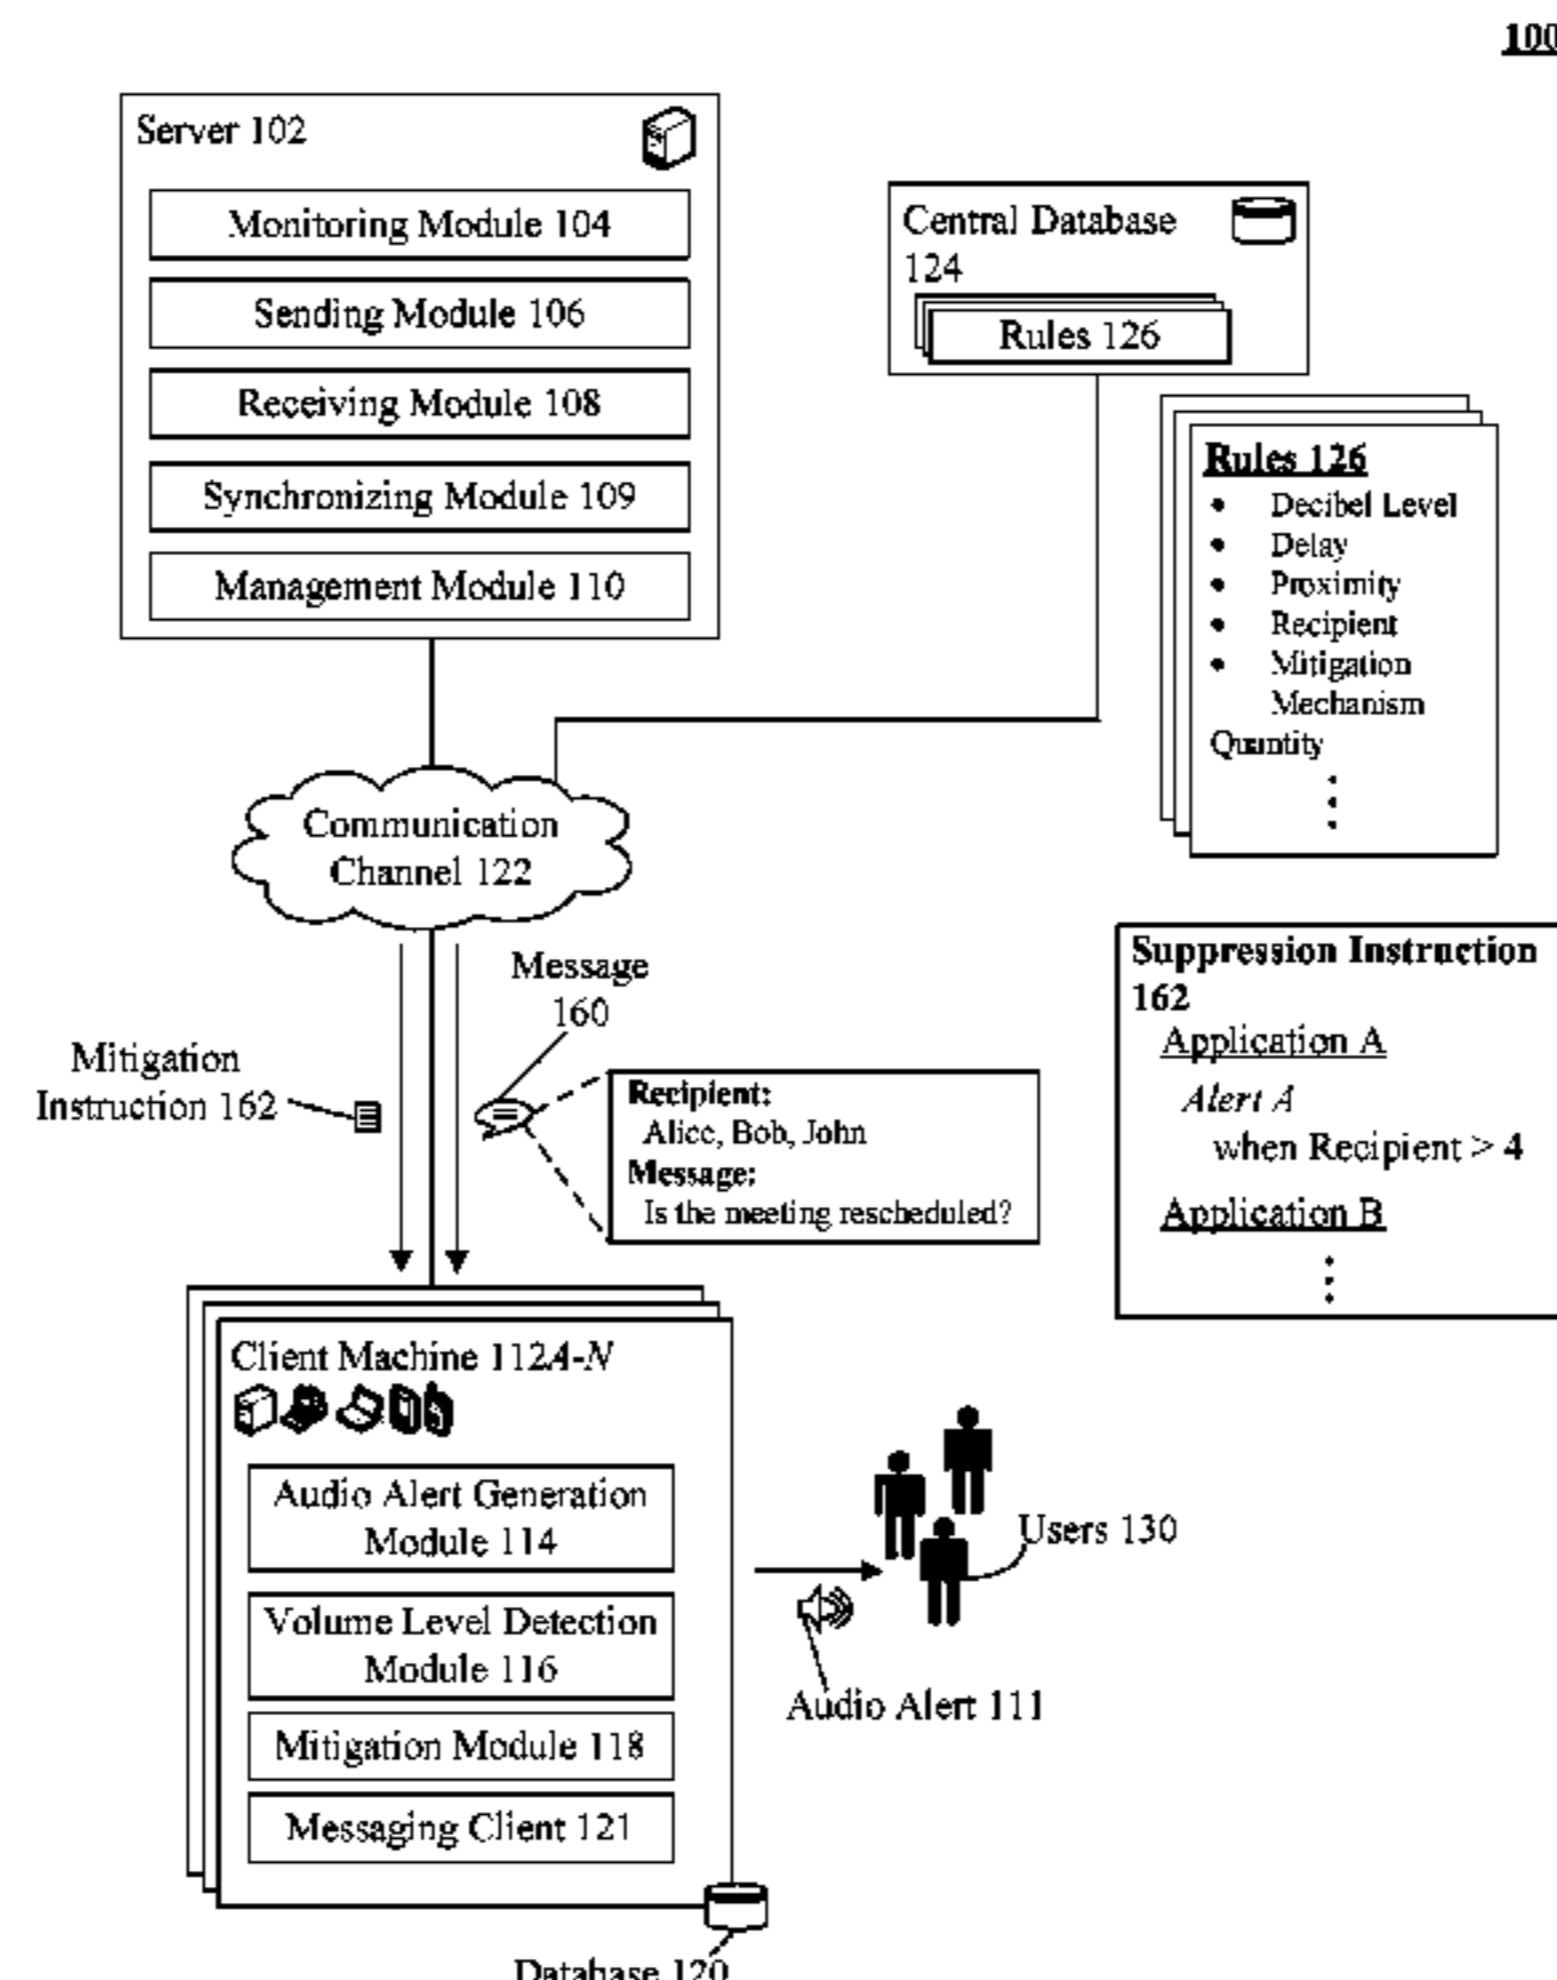 100
Server 102
Monitoring Module 104
Sending Module 106
Receiving Module 108
Synchronizing Module 109
Management Module 110
Central Database
124
Rules 126
Rules 126
• Decibel Level
• Delay
• Proximity
• Recipient
• Mitigation
Mechanism
Quantity
Communication
Channel 122
Message
160
Mitigation
Instruction 162
Recipient:
Alice, Bob, John
Message:
Is the meeting rescheduled?
Suppression Instruction
162
Application A
Alert A
when Recipient > 4
Application B
Client Machine 112A-N
Audio Alert Generation
Module 114
Volume Level Detection
Module 116
Mitigation Module 118
Messaging Client 121
Users 130
Audio Alert 111
Database 120